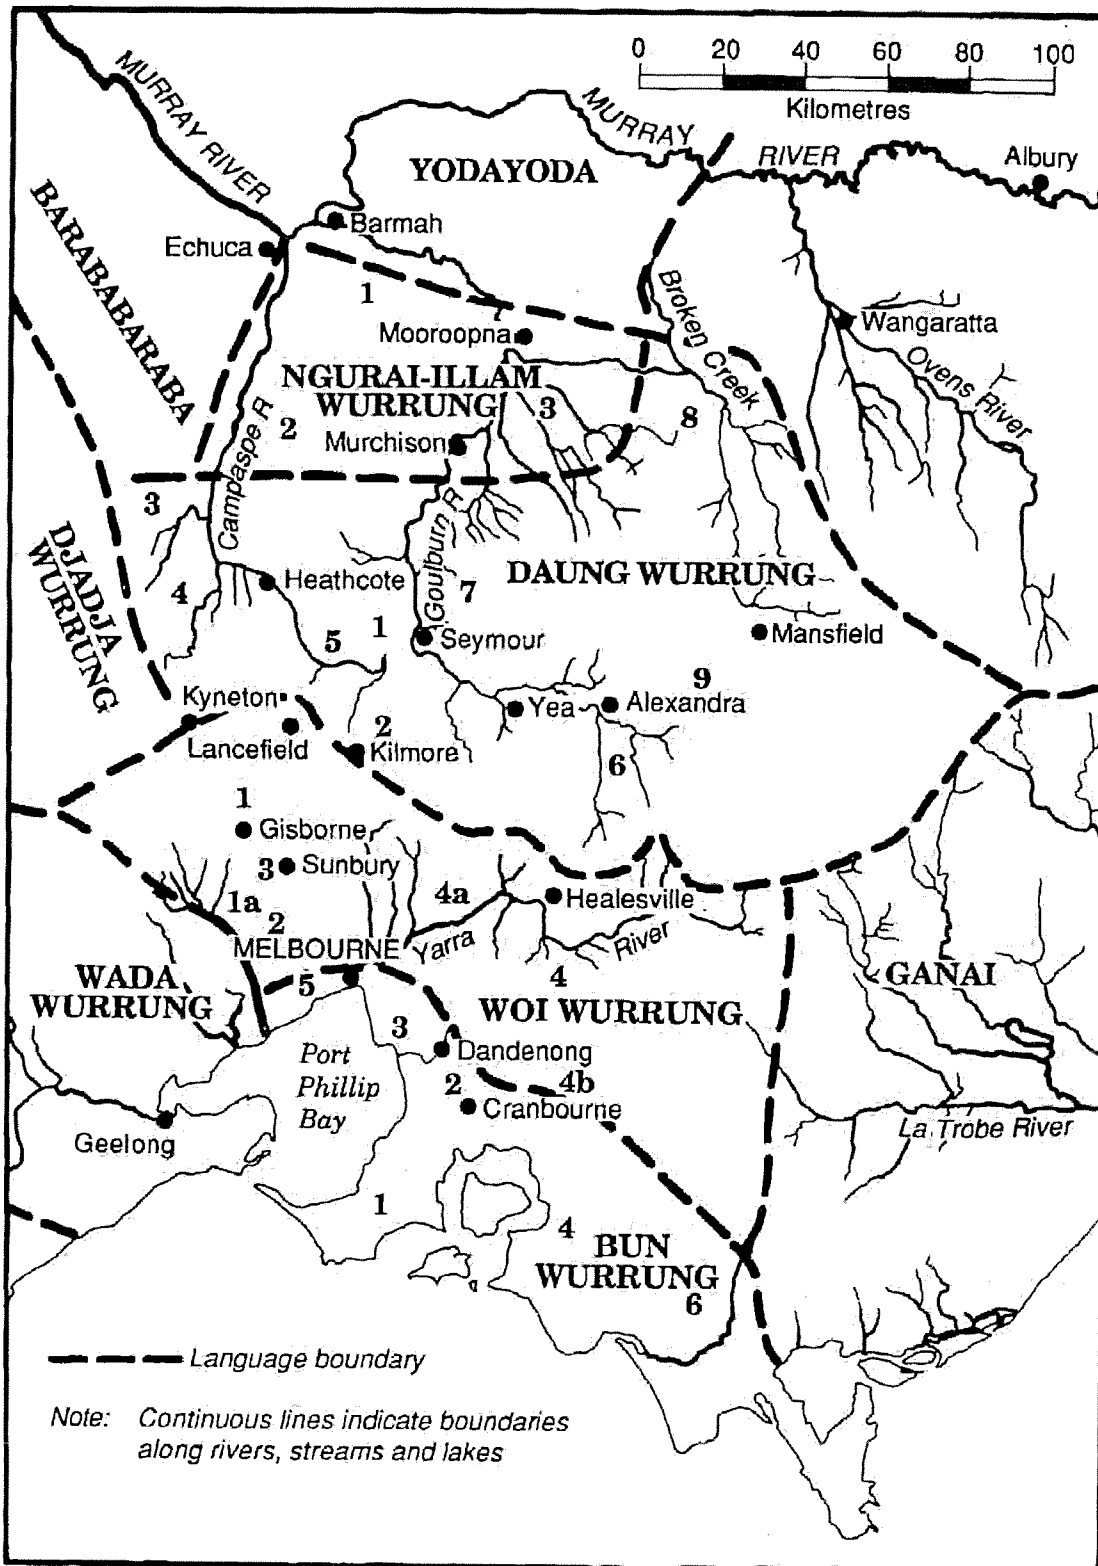 0 20 40 60 80 100
Kilometres
MURRAY RIVER
MURRAY
RIVER
Albury
YODAYODA
Barmah
Echuca
BARABABARABA
1
Mooroopna
Broken Creek
Wangaratta
Ovens River
NGURAI-ILLAM
WURRUNG
3
8
2
Murchison
Campaspe R
3
Goulburn R
DJADJA
WURRUNG
4
Heathcote
7
DAUNG WURRUNG
5
1
Seymour
Mansfield
Kyneton
Yea
9
Alexandra
Lancefield
2
Kilmore
6
1
Gisborne
3
Sunbury
1a
2
4a
Healesville
MELBOURNE
Yarra
River
WADA
WURRUNG
5
4
GANAI
WOI WURRUNG
3
Port
Phillip
Bay
Dandenong
2
4b
Cranbourne
Geelong
La Trobe River
1
4
BUN
WURRUNG
6
Language boundary
Note: Continuous lines indicate boundaries
along rivers, streams and lakes